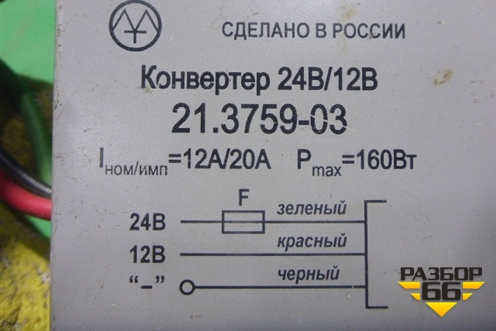 СДЕЛАНО В РОССИИ
Конвертер 24В/12В
21.3759-03
Iном/имп=12А/20А Pmax=160Вт
F
24В зеленый
12В красный
“–” черный
РАЗБОР
66